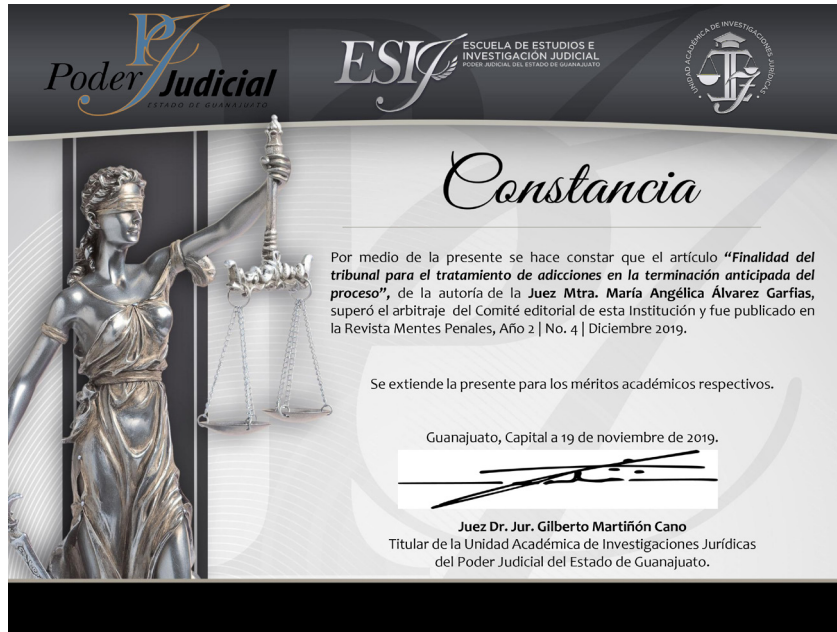 PJ
Poder Judicial
ESTADO DE GUANAJUATO
ESIJ
ESCUELA DE ESTUDIOS E
INVESTIGACIÓN JUDICIAL
PODER JUDICIAL DEL ESTADO DE GUANAJUATO
UNIDAD ACADÉMICA DE INVESTIGACIONES JURÍDICAS
Constancia
Por medio de la presente se hace constar que el artículo “Finalidad del
tribunal para el tratamiento de adicciones en la terminación anticipada del
proceso”, de la autoría de la Juez Mtra. María Angélica Álvarez Garfias,
superó el arbitraje del Comité editorial de esta Institución y fue publicado en
la Revista Mentes Penales, Año 2 | No. 4 | Diciembre 2019.
Se extiende la presente para los méritos académicos respectivos.
Guanajuato, Capital a 19 de noviembre de 2019.
Juez Dr. Jur. Gilberto Martiñón Cano
Titular de la Unidad Académica de Investigaciones Jurídicas
del Poder Judicial del Estado de Guanajuato.